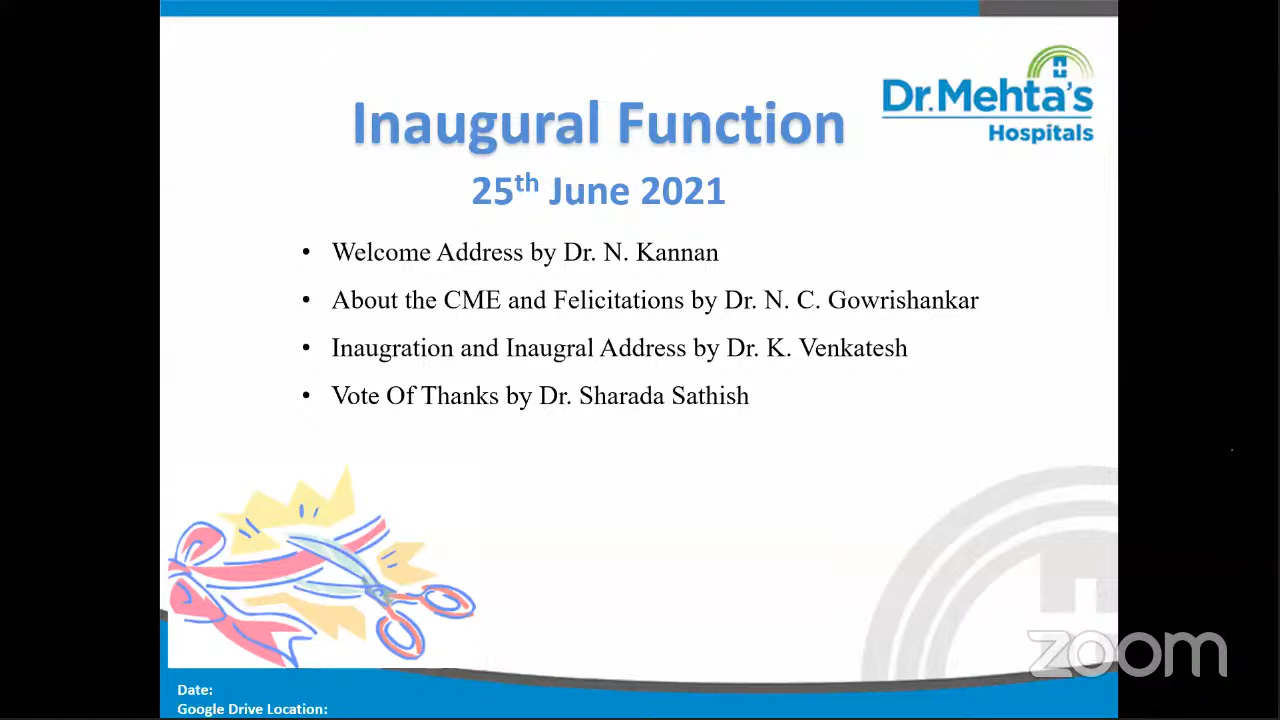 Dr.Mehta's
Hospitals
Inaugural Function
25th June 2021
• Welcome Address by Dr. N. Kannan
• About the CME and Felicitations by Dr. N. C. Gowrishankar
• Inaugration and Inaugral Address by Dr. K. Venkatesh
• Vote Of Thanks by Dr. Sharada Sathish
zoom
Date:
Google Drive Location: